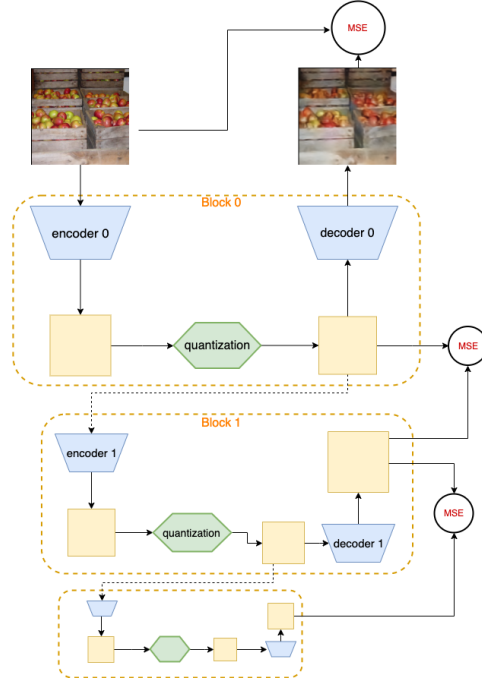 MSE
Block 0
encoder 0
decoder 0
quantization
MSE
Block 1
encoder 1
quantization
decoder 1
MSE